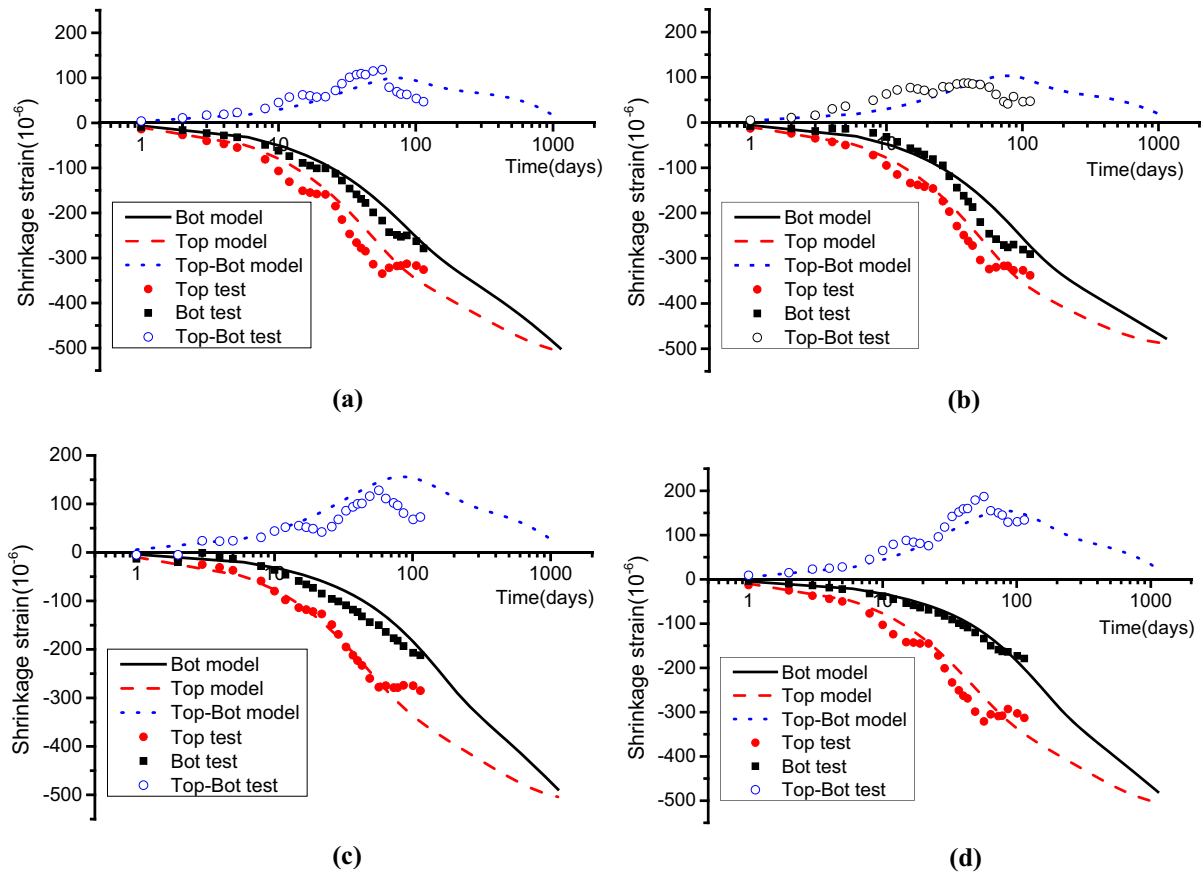 200
100
0
-100
-200
-300
-400
-500
Shrinkage strain(10-6)
1
10
100
1000
Time(days)
Bot model
Top model
Top-Bot model
Top test
Bot test
Top-Bot test
(a)
200
100
0
-100
-200
-300
-400
-500
Shrinkage strain(10-6)
1
10
100
1000
Time(days)
Bot model
Top model
Top-Bot model
Top test
Bot test
Top-Bot test
(b)
200
100
0
-100
-200
-300
-400
-500
Shrinkage strain(10-6)
1
10
100
1000
Time(days)
Bot model
Top model
Top-Bot model
Top test
Bot test
Top-Bot test
(c)
200
100
0
-100
-200
-300
-400
-500
Shrinkage strain(10-6)
1
10
100
1000
Time(days)
Bot model
Top model
Top-Bot model
Top test
Bot test
Top-Bot test
(d)